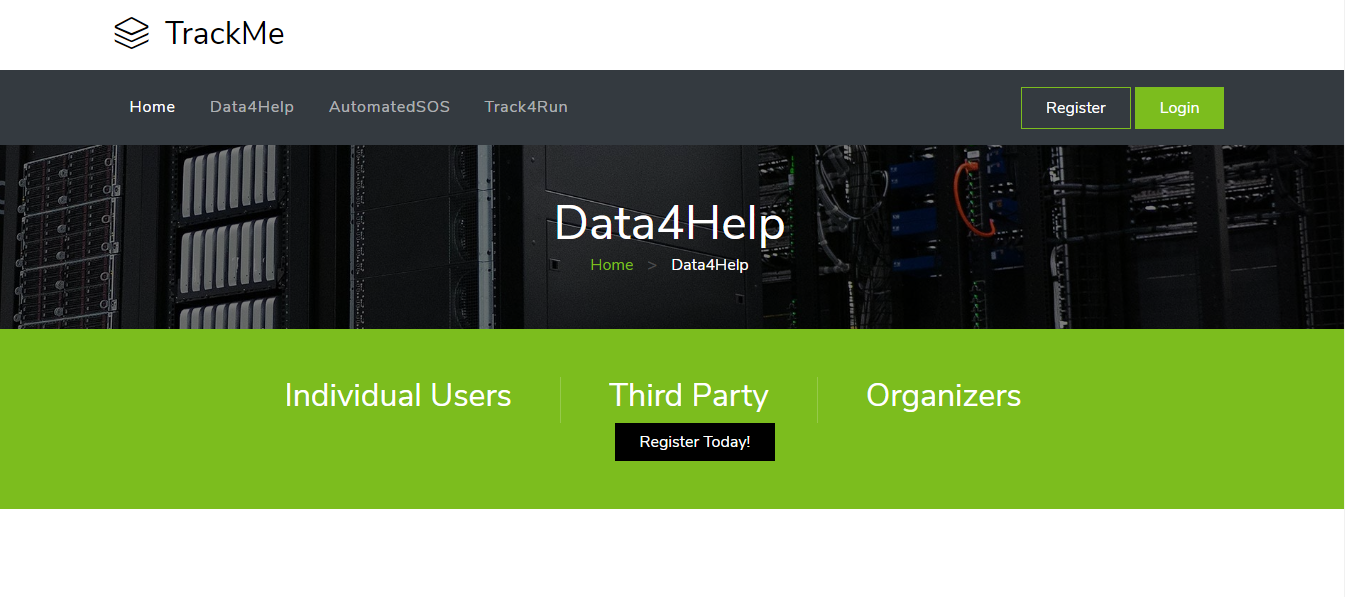 TrackMe
Home Data4Help AutomatedSOS Track4Run Register Login
Data4Help
Home > Data4Help
Individual Users Third Party Organizers
Register Today!